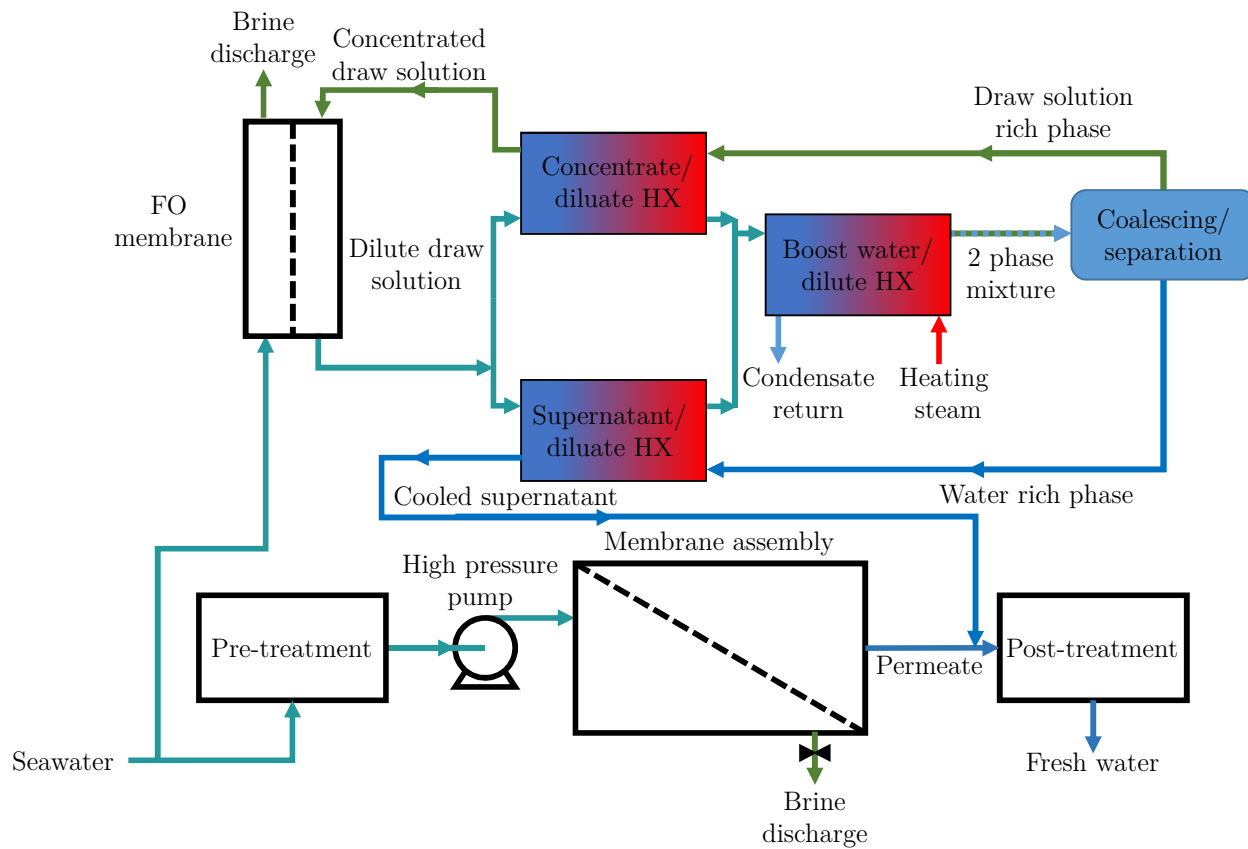 Brine
discharge
Concentrated
draw solution
Draw solution
rich phase
Concentrate/
diluate HX
FO
membrane
Dilute draw
solution
Boost water/
dilute HX
2 phase
mixture
Coalescing/
separation
Condensate
return
Heating
steam
Supernatant/
diluate HX
Cooled supernatant
Water rich phase
Membrane assembly
High pressure
pump
Pre-treatment
Permeate
Post-treatment
Seawater
Fresh water
Brine
discharge